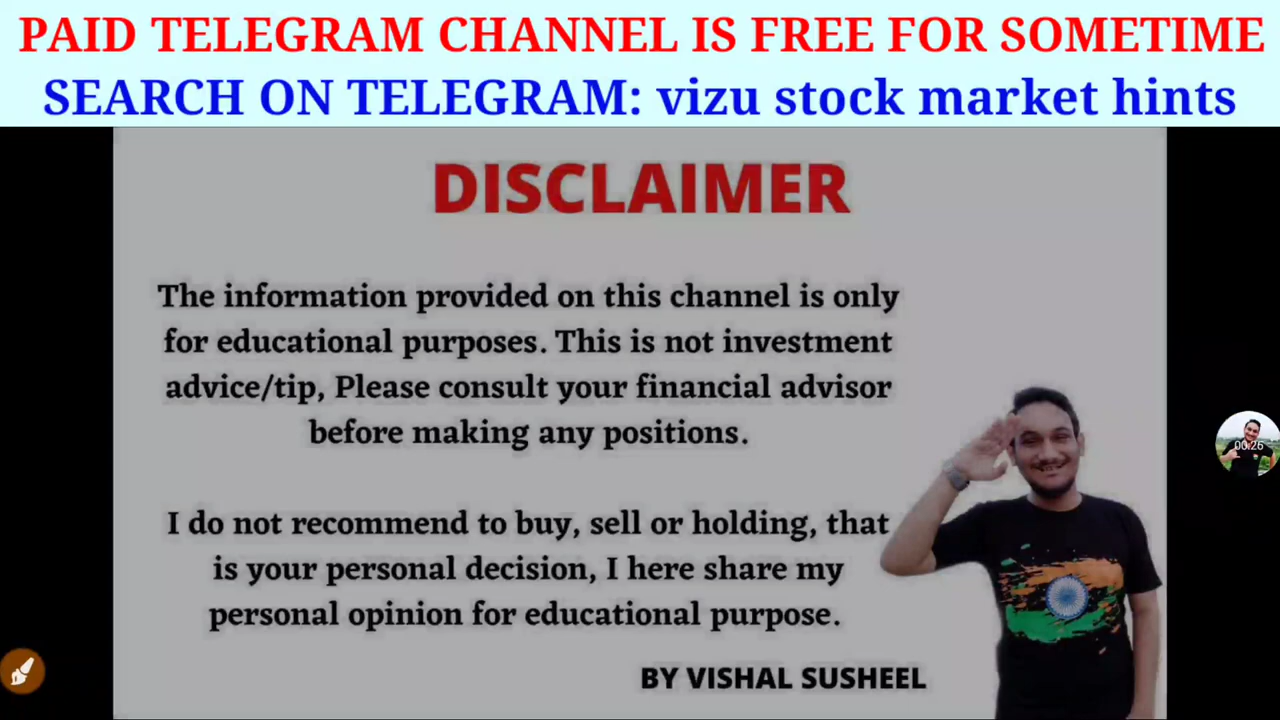 PAID TELEGRAM CHANNEL IS FREE FOR SOMETIME
SEARCH ON TELEGRAM: vizu stock market hints
DISCLAIMER
The information provided on this channel is only
for educational purposes. This is not investment
advice/tip, Please consult your financial advisor
before making any positions.
I do not recommend to buy, sell or holding, that
is your personal decision, I here share my
personal opinion for educational purpose.
BY VISHAL SUSHEEL
00:26